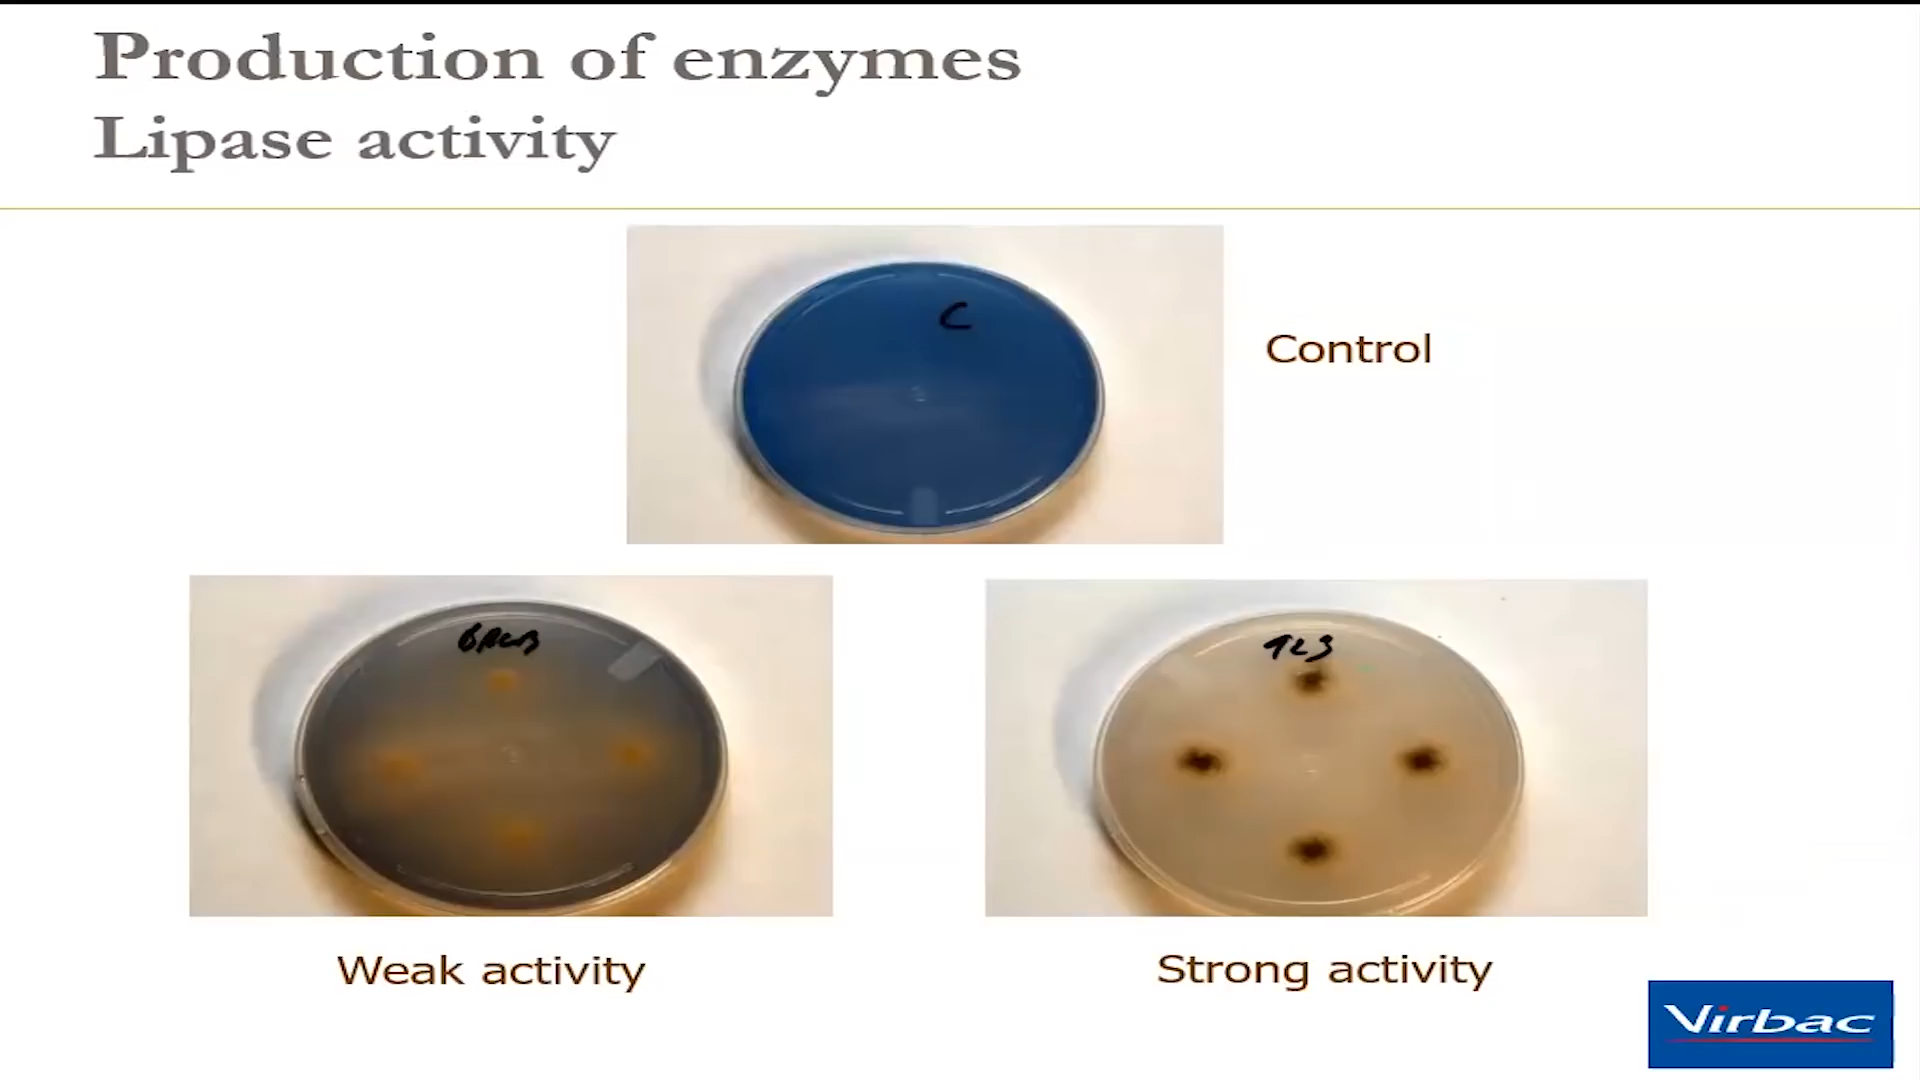 Production of enzymes
Lipase activity
C
Control
Weak activity
Strong activity
Virbac